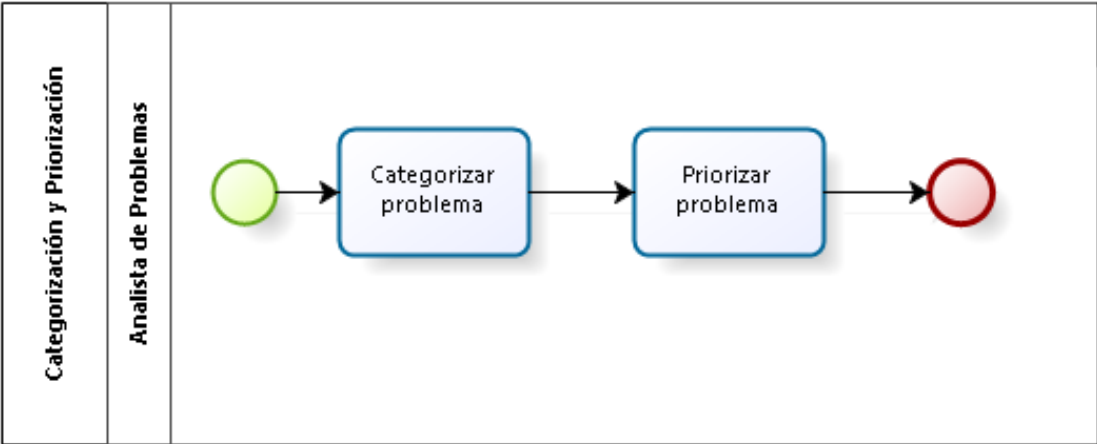 Categorización y Priorización
Analista de Problemas
Categorizar
problema
Priorizar
problema